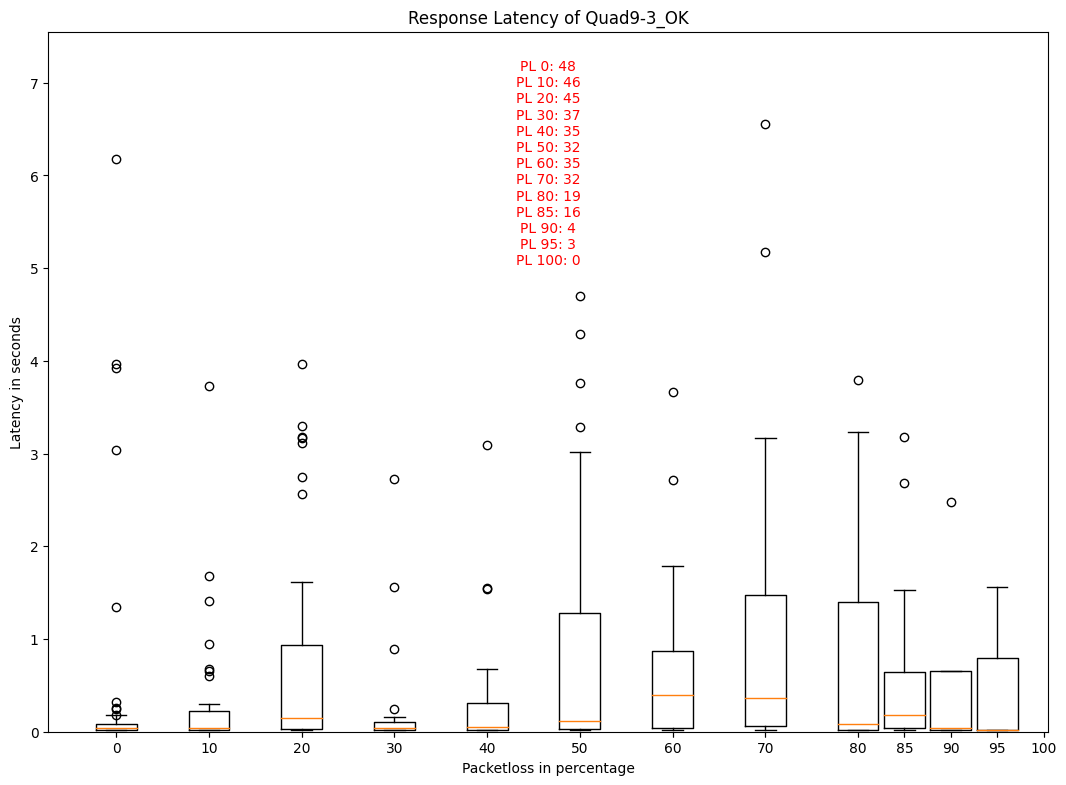 Response Latency of Quad9-3_OK
PL 0: 48
PL 10: 46
PL 20: 45
PL 30: 37
PL 40: 35
PL 50: 32
PL 60: 35
PL 70: 32
PL 80: 19
PL 85: 16
PL 90: 4
PL 95: 3
PL 100: 0
Latency in seconds
7
6
5
4
3
2
1
0
0 10 20 30 40 50 60 70 80 85 90 95 100
Packetloss in percentage